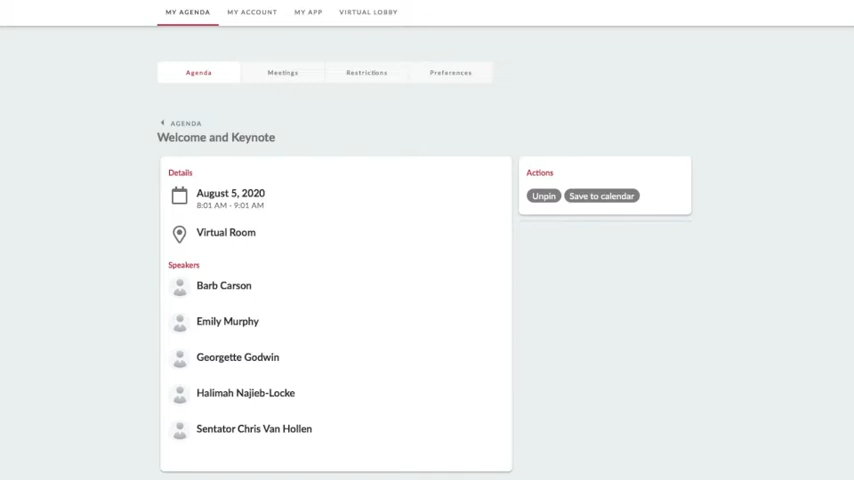 MY AGENDA MY ACCOUNT MY APP VIRTUAL LOBBY
Agenda Meetings Restrictions Preferences
AGENDA
Welcome and Keynote
Details
August 5, 2020
8:01 AM - 9:01 AM
Virtual Room
Speakers
Barb Carson
Emily Murphy
Georgette Godwin
Halimah Najieb-Locke
Sentator Chris Van Hollen
Actions
Unpin Save to calendar